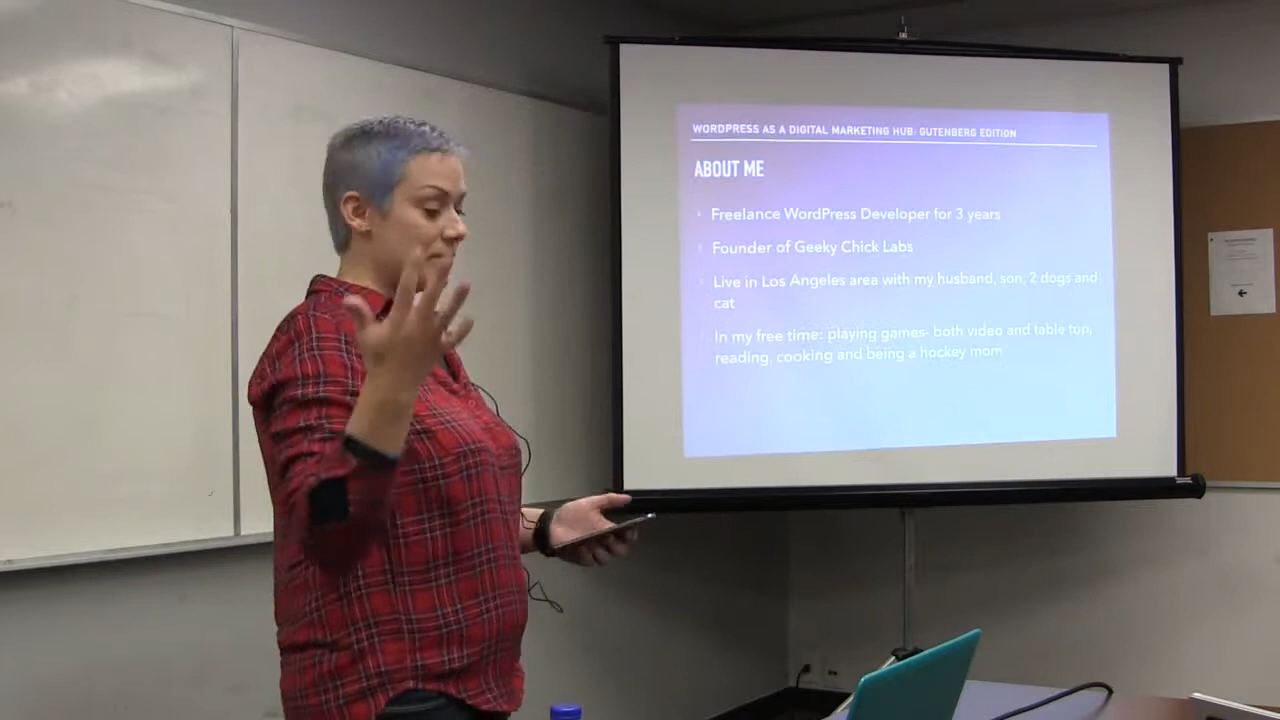 WORDPRESS AS A DIGITAL MARKETING HUB: GUTENBERG EDITION
ABOUT ME
Freelance WordPress Developer for 3 years
Founder of Geeky Chick Labs
Live in Los Angeles area with my husband, son, 2 dogs and
cat
In my free time: playing games- both video and table top,
reading, cooking and being a hockey mom